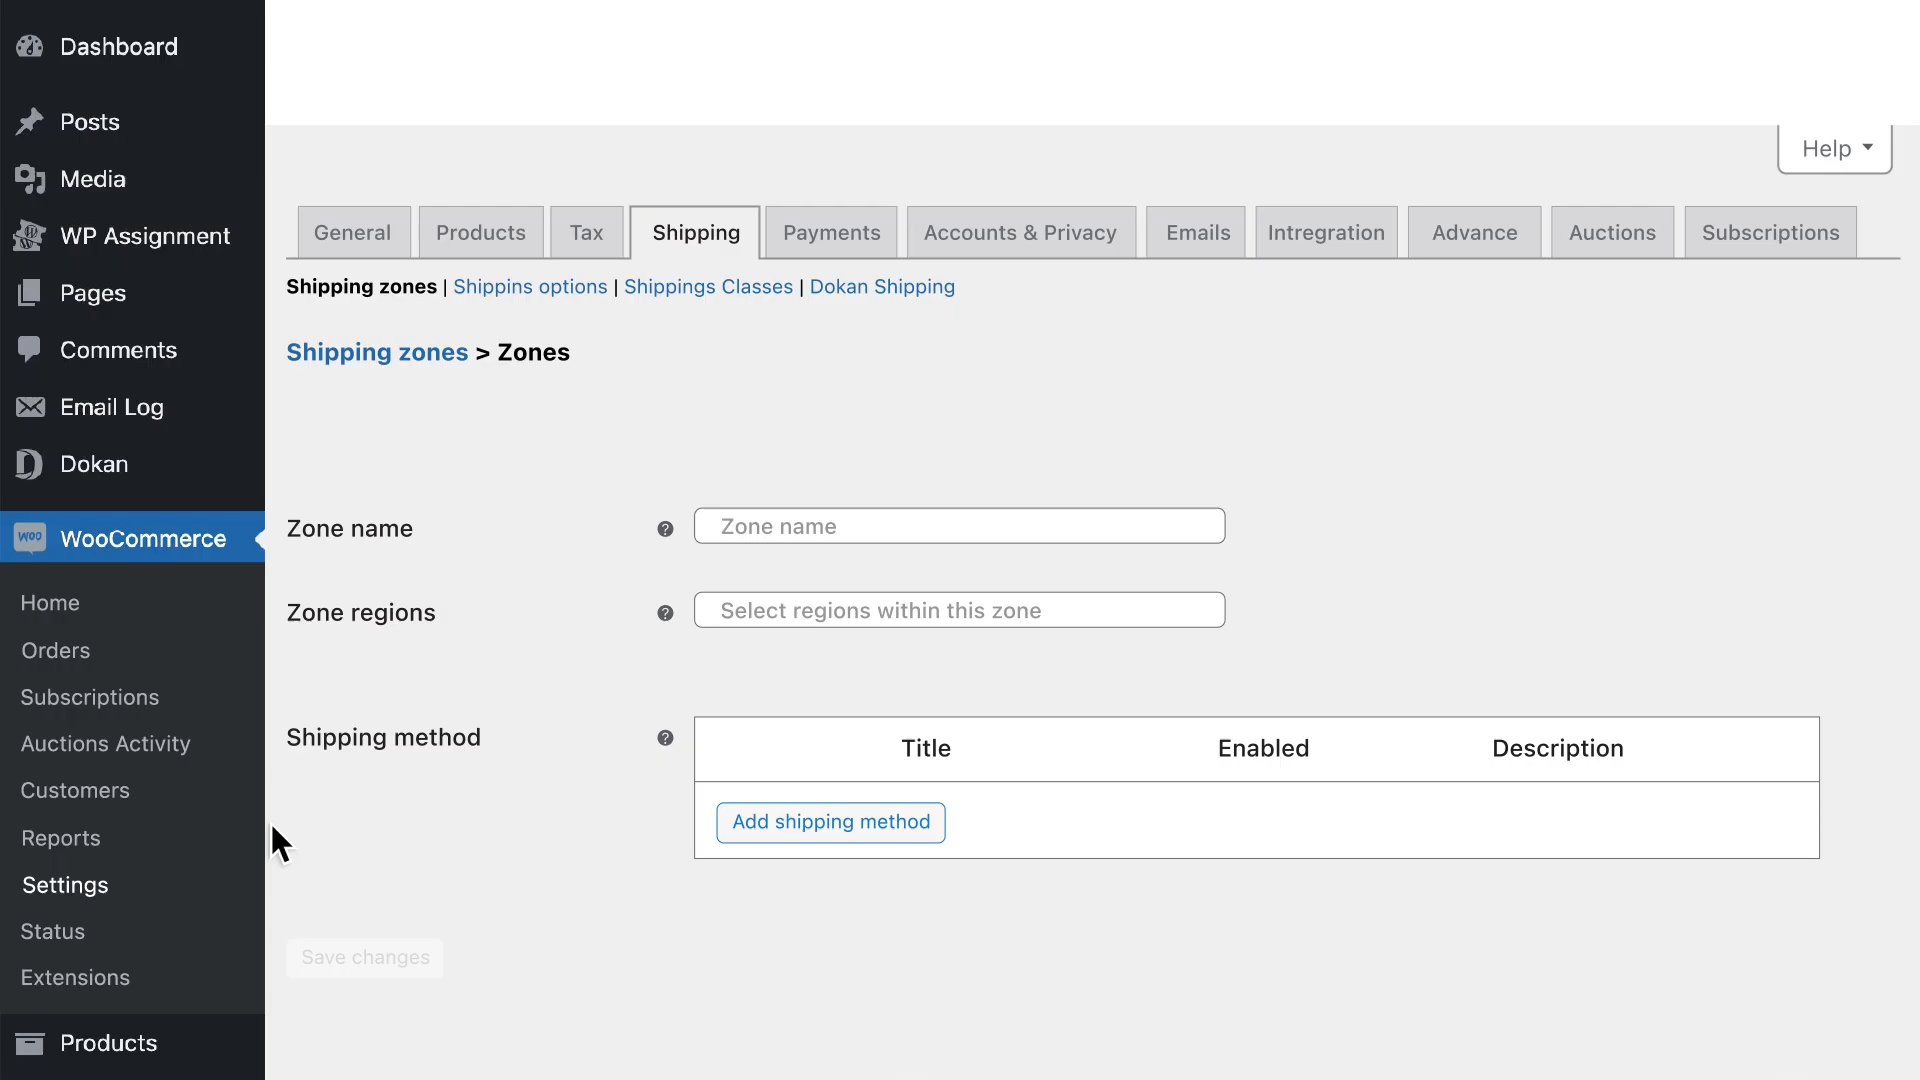 Dashboard
Posts
Media
WP Assignment
Pages
Comments
Email Log
Dokan
WOO WooCommerce
Home
Orders
Subscriptions
Auctions Activity
Customers
Reports
Settings
Status
Extensions
Products
Help
General Products Tax Shipping Payments Accounts & Privacy Emails Intregration Advance Auctions Subscriptions
Shipping zones | Shippins options | Shippings Classes | Dokan Shipping
Shipping zones > Zones
Zone name ? Zone name
Zone regions ? Select regions within this zone
Shipping method ? Title Enabled Description
Add shipping method
Save changes